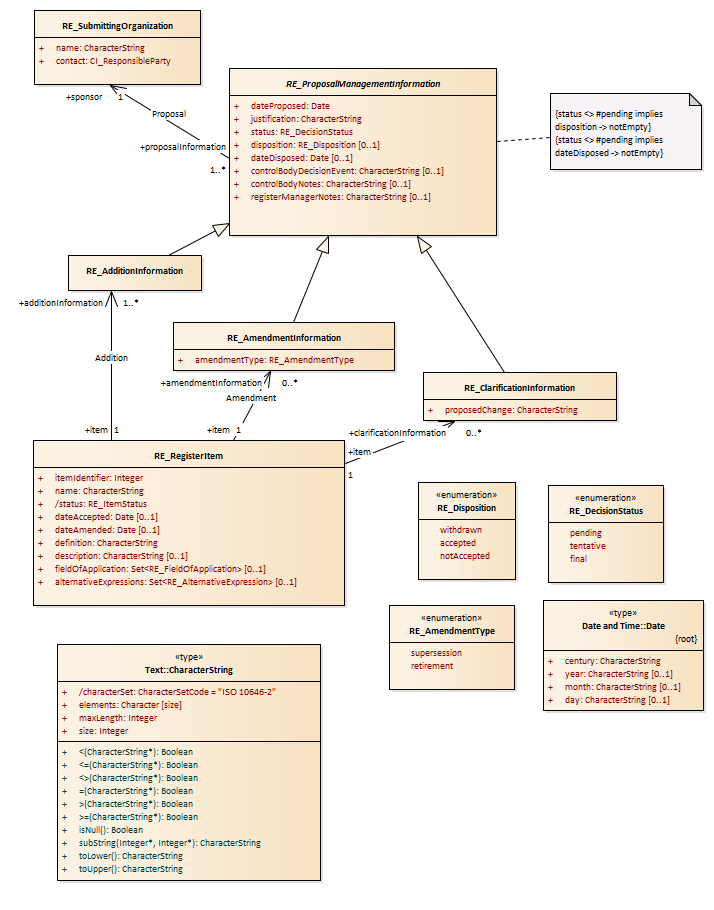 RE_SubmittingOrganization
+ name: CharacterString
+ contact: CI_ResponsibleParty
+sponsor 1
Proposal
+proposalInformation
1..*
RE_ProposalManagementInformation
+ dateProposed: Date
+ justification: CharacterString
+ status: RE_DecisionStatus
+ disposition: RE_Disposition [0..1]
+ dateDisposed: Date [0..1]
+ controlBodyDecisionEvent: CharacterString [0..1]
+ controlBodyNotes: CharacterString [0..1]
+ registerManagerNotes: CharacterString [0..1]
{status <> #pending implies
disposition -> notEmpty}
{status <> #pending implies
dateDisposed -> notEmpty}
RE_AdditionInformation
+additionInformation 1..*
Addition
+item 1
RE_AmendmentInformation
+ amendmentType: RE_AmendmentType
+amendmentInformation 0..*
Amendment
+item 1
RE_ClarificationInformation
+ proposedChange: CharacterString
+clarificationInformation 0..*
+item
1
RE_RegisterItem
+ itemIdentifier: Integer
+ name: CharacterString
+ /status: RE_ItemStatus
+ dateAccepted: Date [0..1]
+ dateAmended: Date [0..1]
+ definition: CharacterString
+ description: CharacterString [0..1]
+ fieldOfApplication: Set<RE_FieldOfApplication> [0..1]
+ alternativeExpressions: Set<RE_AlternativeExpression> [0..1]
«enumeration»
RE_Disposition
withdrawn
accepted
notAccepted
«enumeration»
RE_DecisionStatus
pending
tentative
final
«enumeration»
RE_AmendmentType
supersession
retirement
«type»
Date and Time::Date
{root}
+ century: CharacterString
+ year: CharacterString [0..1]
+ month: CharacterString [0..1]
+ day: CharacterString [0..1]
«type»
Text::CharacterString
+ /characterSet: CharacterSetCode = "ISO 10646-2"
+ elements: Character [size]
+ maxLength: Integer
+ size: Integer
+ <(CharacterString*): Boolean
+ <=(CharacterString*): Boolean
+ <>(CharacterString*): Boolean
+ =(CharacterString*): Boolean
+ >(CharacterString*): Boolean
+ >=(CharacterString*): Boolean
+ isNull(): Boolean
+ subString(Integer*, Integer*): CharacterString
+ toLower(): CharacterString
+ toUpper(): CharacterString